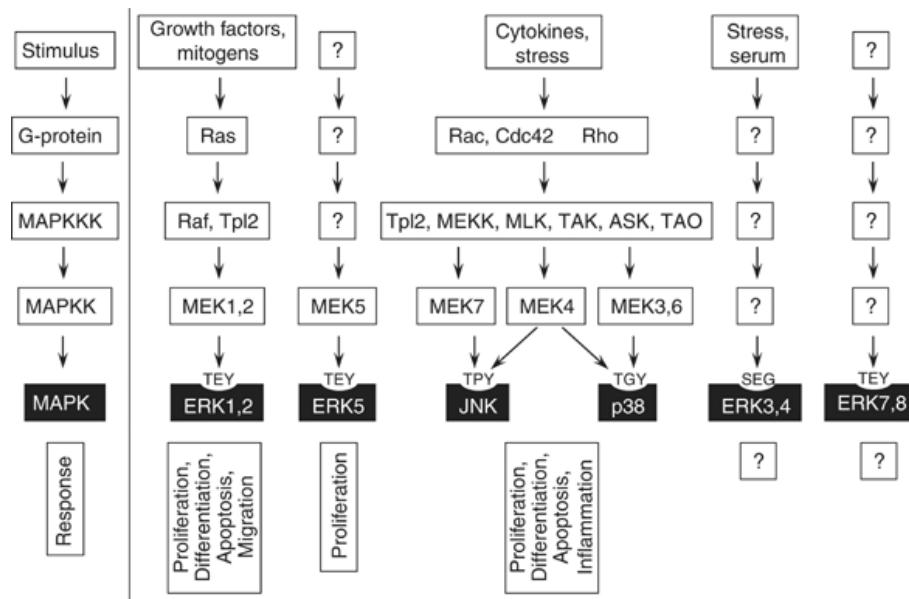 Stimulus
Growth factors,
mitogens
?
Cytokines,
stress
Stress,
serum
?
G-protein
Ras
?
Rac, Cdc42 Rho
?
?
MAPKKK
Raf, Tpl2
?
Tpl2, MEKK, MLK, TAK, ASK, TAO
?
?
MAPKK
MEK1,2
MEK5
MEK7
MEK4
MEK3,6
?
?
MAPK
TEY
ERK1,2
TEY
ERK5
TPY
JNK
TGY
p38
SEG
ERK3,4
TEY
ERK7,8
Response
Proliferation,
Differentiation,
Apoptosis,
Migration
Proliferation
Proliferation,
Differentiation,
Apoptosis,
Inflammation
?
?